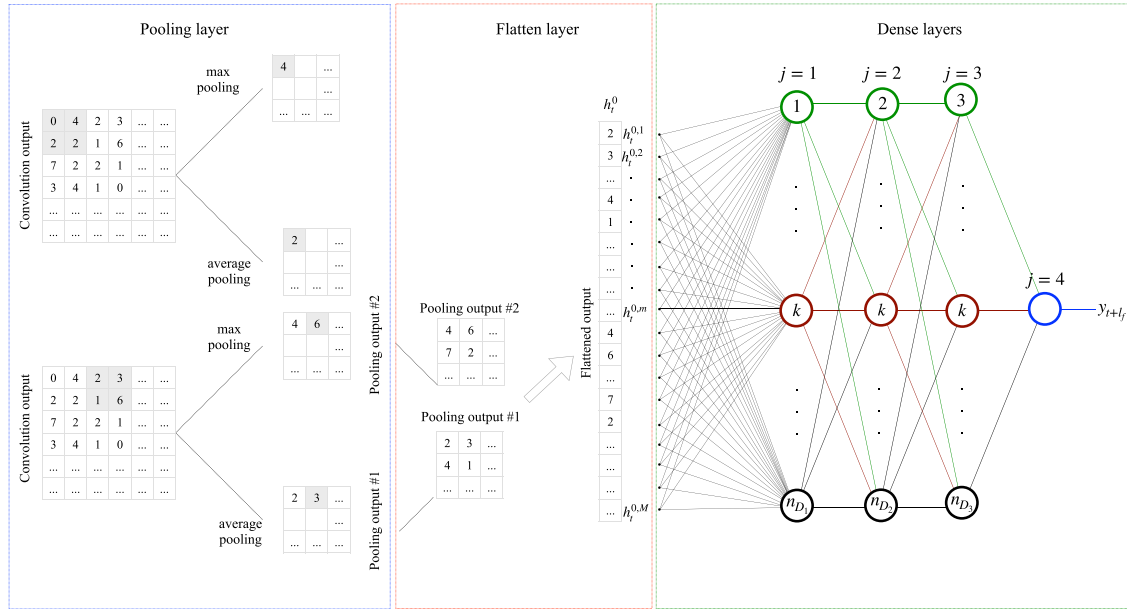 Pooling layer
Flatten layer
Dense layers
max
pooling
4 ...
...
... ... ...
Convolution output
0 4 2 3 ... ...
2 2 1 6 ... ...
7 2 2 1 ... ...
3 4 1 0 ... ...
... ... ... ... ... ...
... ... ... ... ... ...
average
pooling
2 ...
...
... ... ...
max
pooling
4 6 ...
...
... ... ...
Pooling output #2
Convolution output
0 4 2 3 ... ...
2 2 1 6 ... ...
7 2 2 1 ... ...
3 4 1 0 ... ...
... ... ... ... ... ...
... ... ... ... ... ...
average
pooling
2 3 ...
...
... ... ...
Pooling output #1
Pooling output #2
4 6 ...
7 2 ...
... ... ...
Pooling output #1
2 3 ...
4 1 ...
... ... ...
Flattened output
h_t^0
2 h_t^{0,1}
3 h_t^{0,2}
...
4
1
...
...
...
... h_t^{0,m}
4
6
...
7
2
...
...
...
... h_t^{0,M}
j = 1
j = 2
j = 3
1
2
3
k
k
k
j = 4
y_{t+l_f}
n_{D_1}
n_{D_2}
n_{D_3}